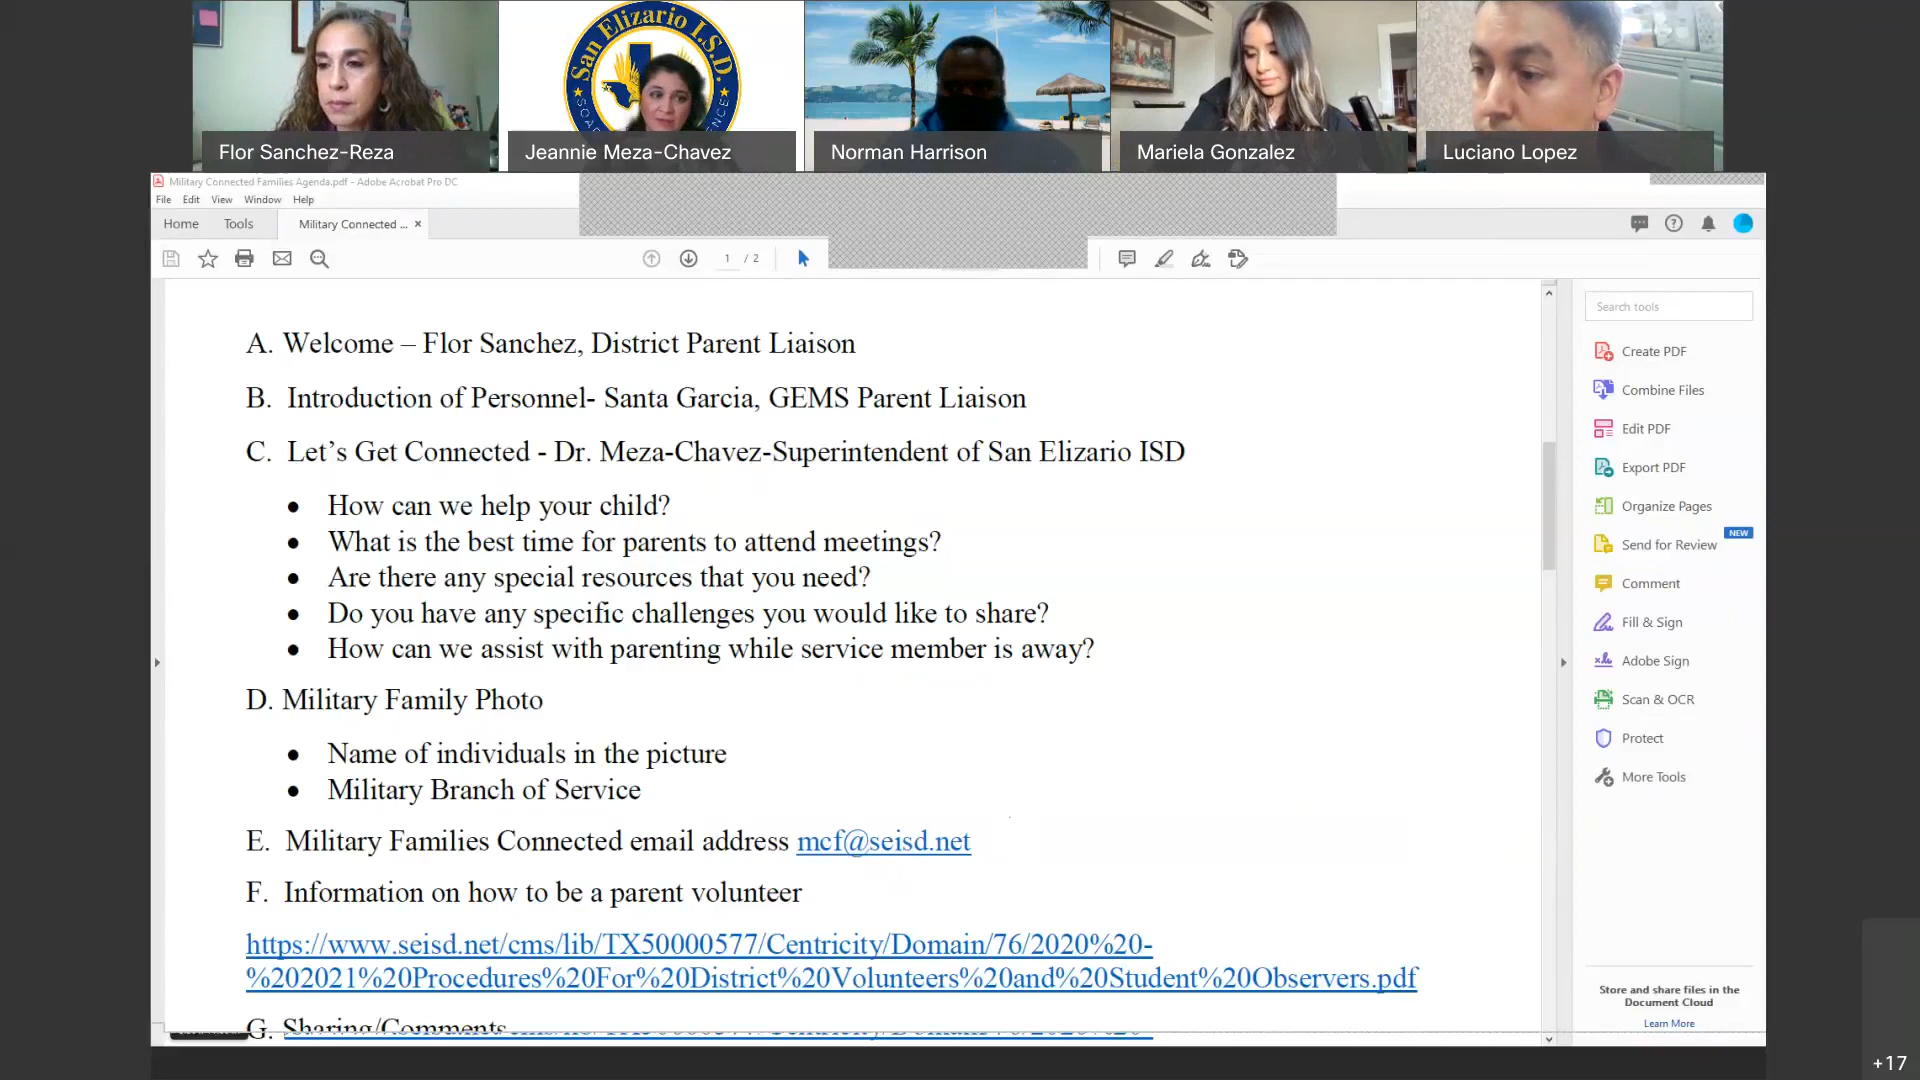 San Elizario I.S.D.
Flor Sanchez-Reza
Jeannie Meza-Chavez
Norman Harrison
Mariela Gonzalez
Luciano Lopez
Military Connected Families Agenda.pdf - Adobe Acrobat Pro DC
File Edit View Window Help
Home Tools Military Connected ... ×
1 / 2
A. Welcome – Flor Sanchez, District Parent Liaison
B. Introduction of Personnel- Santa Garcia, GEMS Parent Liaison
C. Let’s Get Connected - Dr. Meza-Chavez-Superintendent of San Elizario ISD
• How can we help your child?
• What is the best time for parents to attend meetings?
• Are there any special resources that you need?
• Do you have any specific challenges you would like to share?
• How can we assist with parenting while service member is away?
D. Military Family Photo
• Name of individuals in the picture
• Military Branch of Service
E. Military Families Connected email address mcf@seisd.net
F. Information on how to be a parent volunteer
https://www.seisd.net/cms/lib/TX50000577/Centricity/Domain/76/2020%20-
%202021%20Procedures%20For%20District%20Volunteers%20and%20Student%20Observers.pdf
G. Sharing/Comments
Search tools
Create PDF
Combine Files
Edit PDF
Export PDF
Organize Pages
NEW
Send for Review
Comment
Fill & Sign
Adobe Sign
Scan & OCR
Protect
More Tools
Store and share files in the
Document Cloud
Learn More
+17